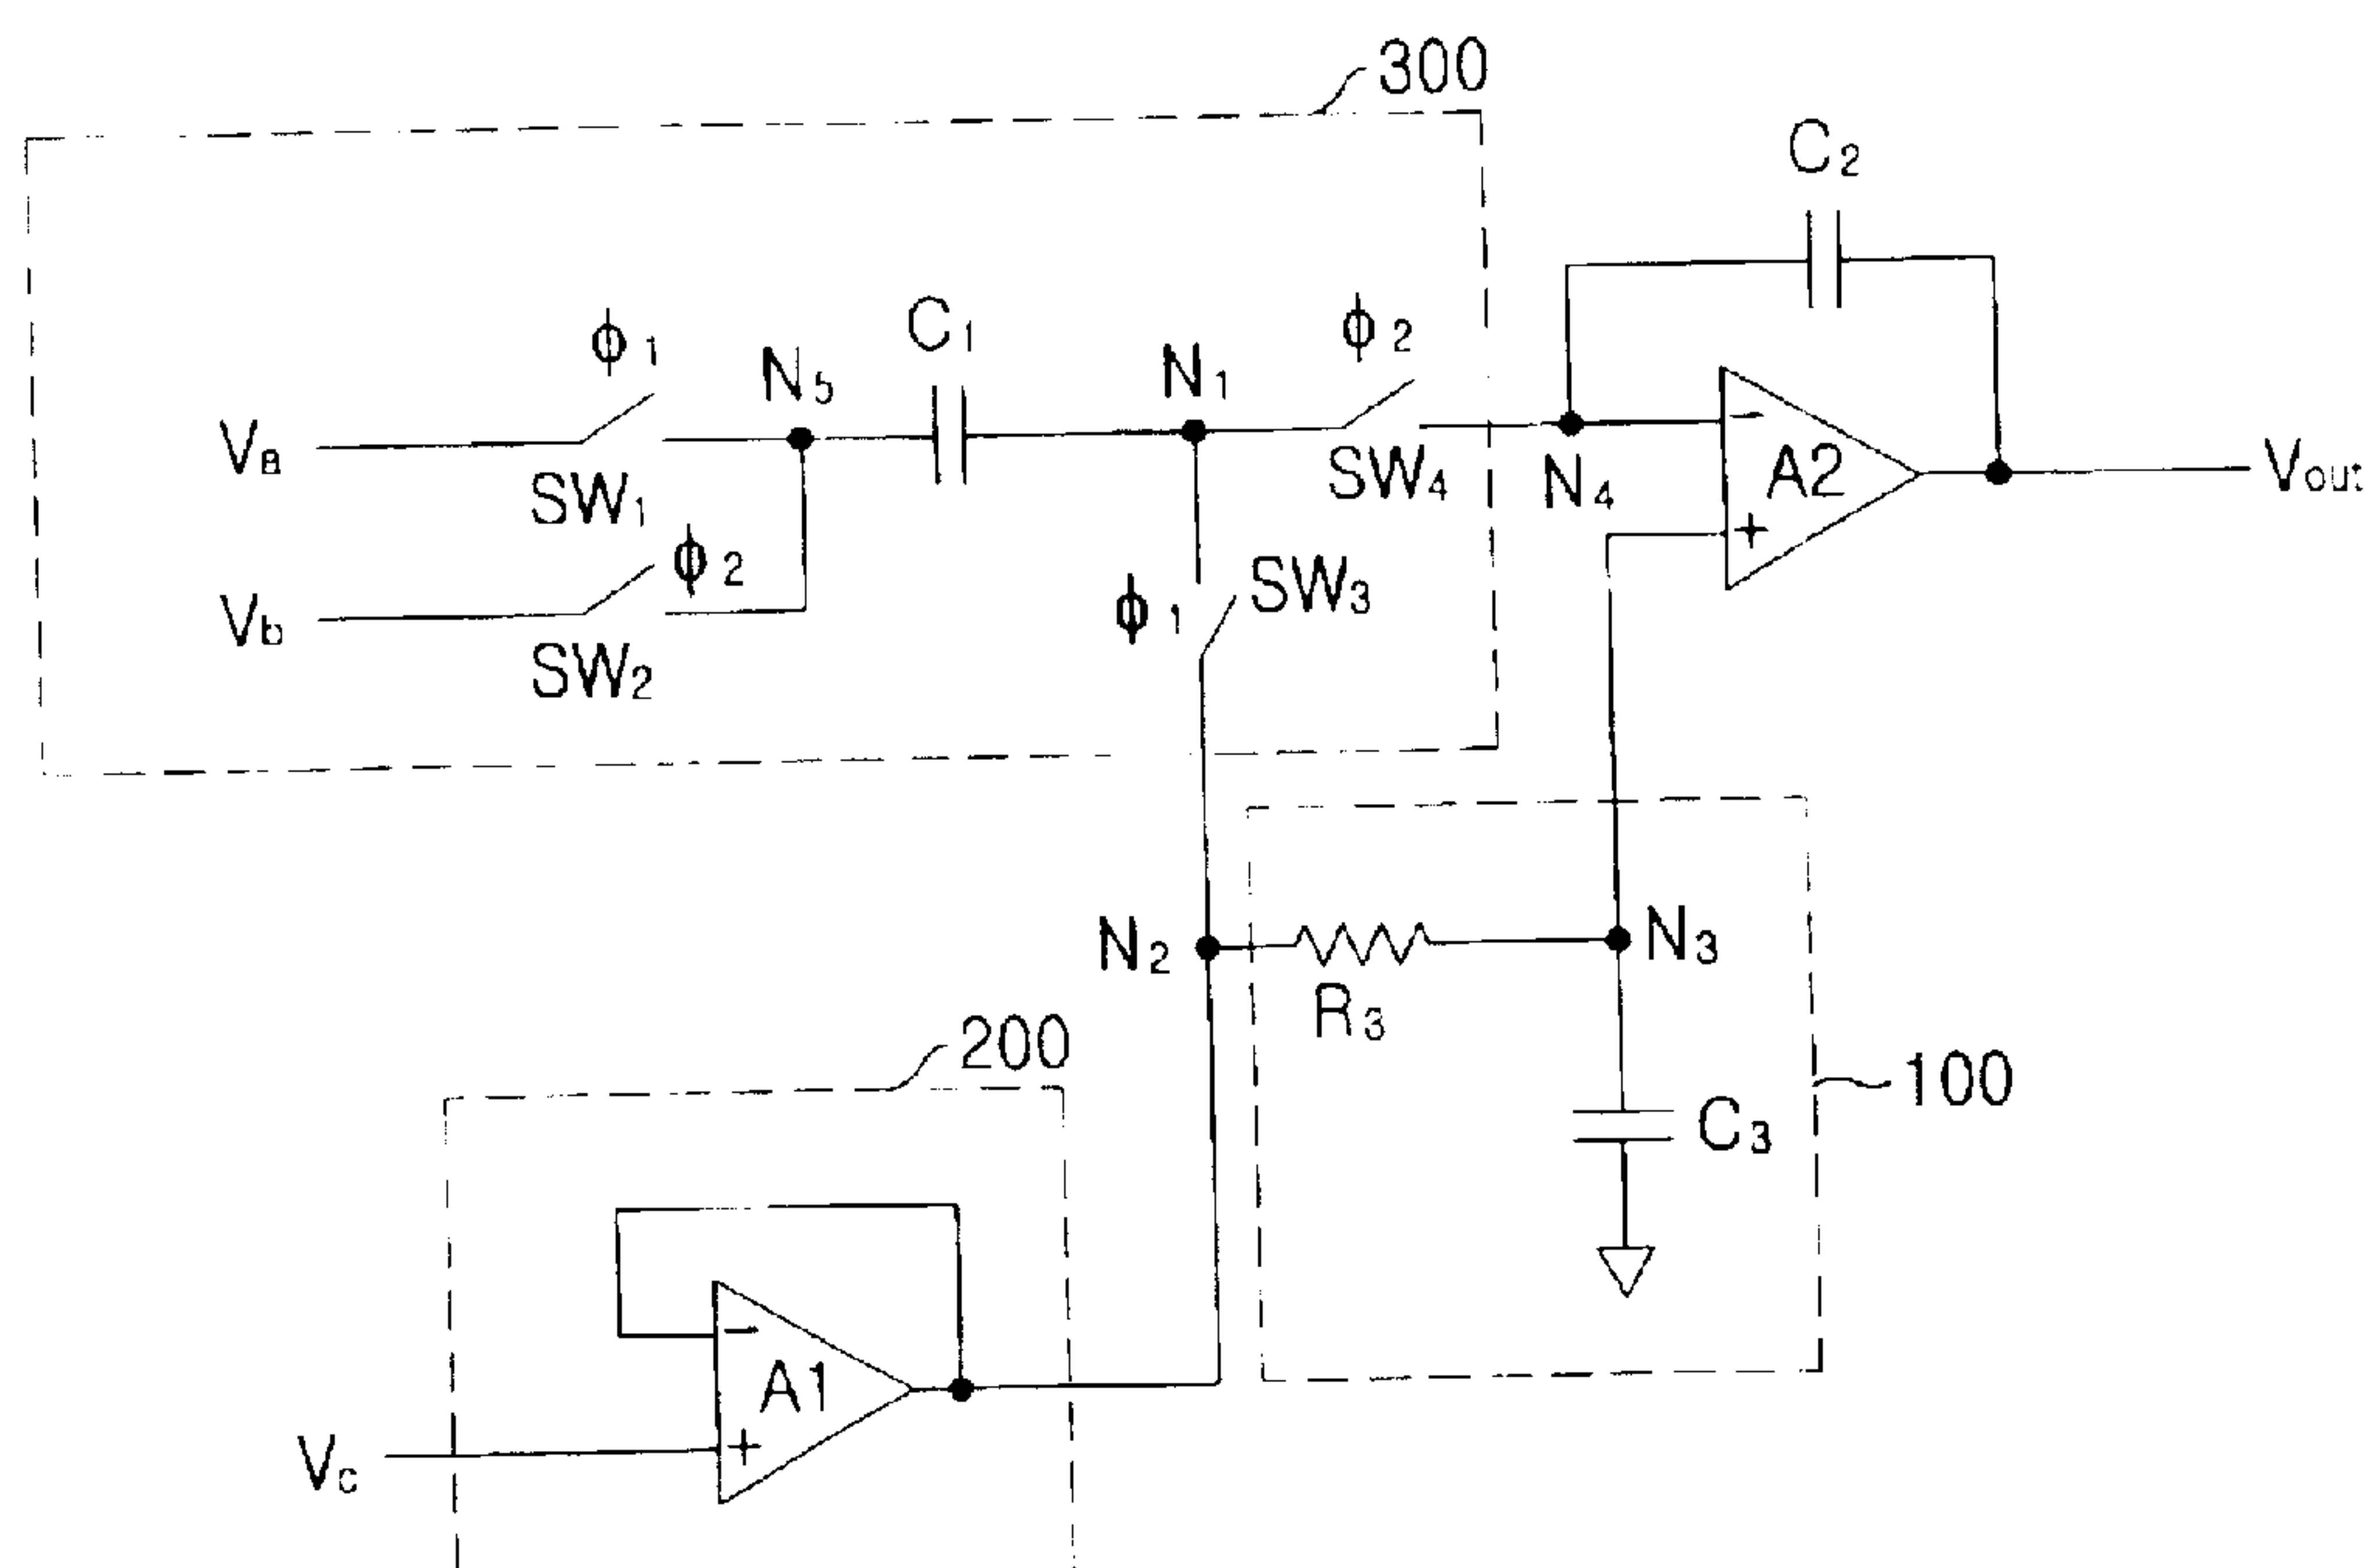 300
C2
ϕ1
N5
C1
N1
ϕ2
Va
SW1
SW4
N4
−
A2
+
Vout
Vb
ϕ2
SW2
ϕ1
SW3
N2
R3
N3
200
100
C3
−
A1
+
Vc